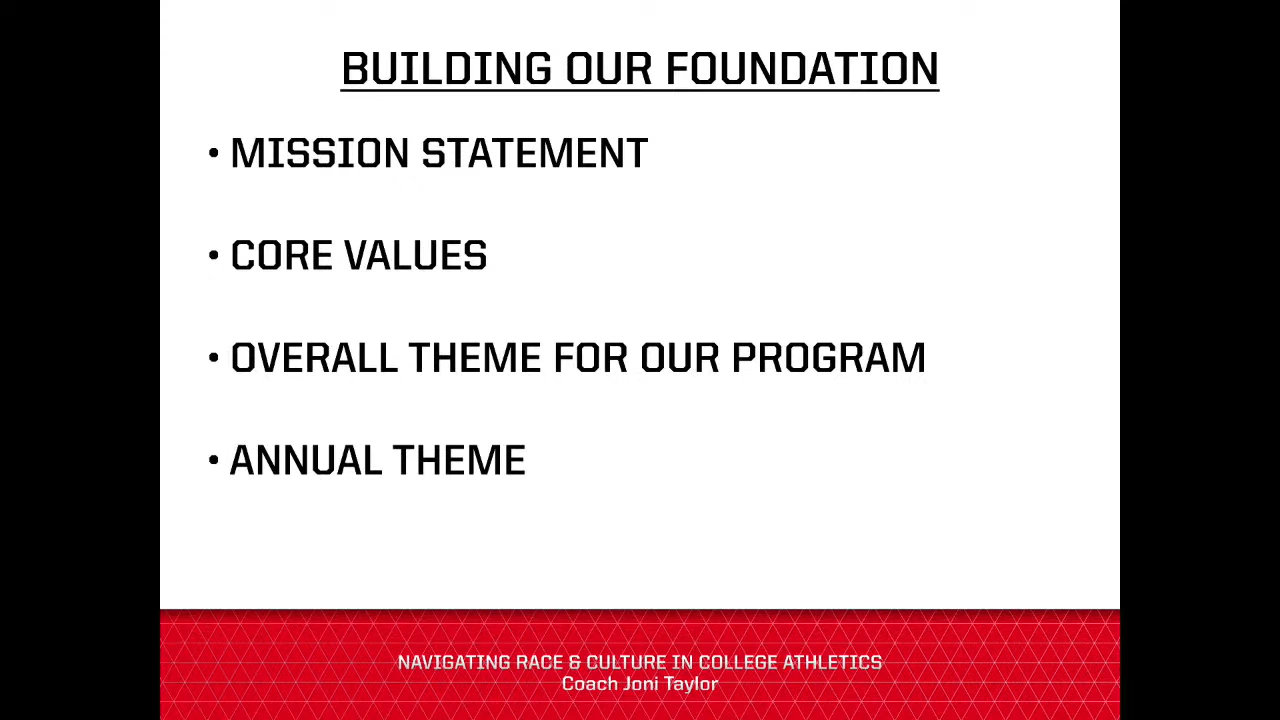 BUILDING OUR FOUNDATION
• MISSION STATEMENT
• CORE VALUES
• OVERALL THEME FOR OUR PROGRAM
• ANNUAL THEME
NAVIGATING RACE & CULTURE IN COLLEGE ATHLETICS
Coach Joni Taylor